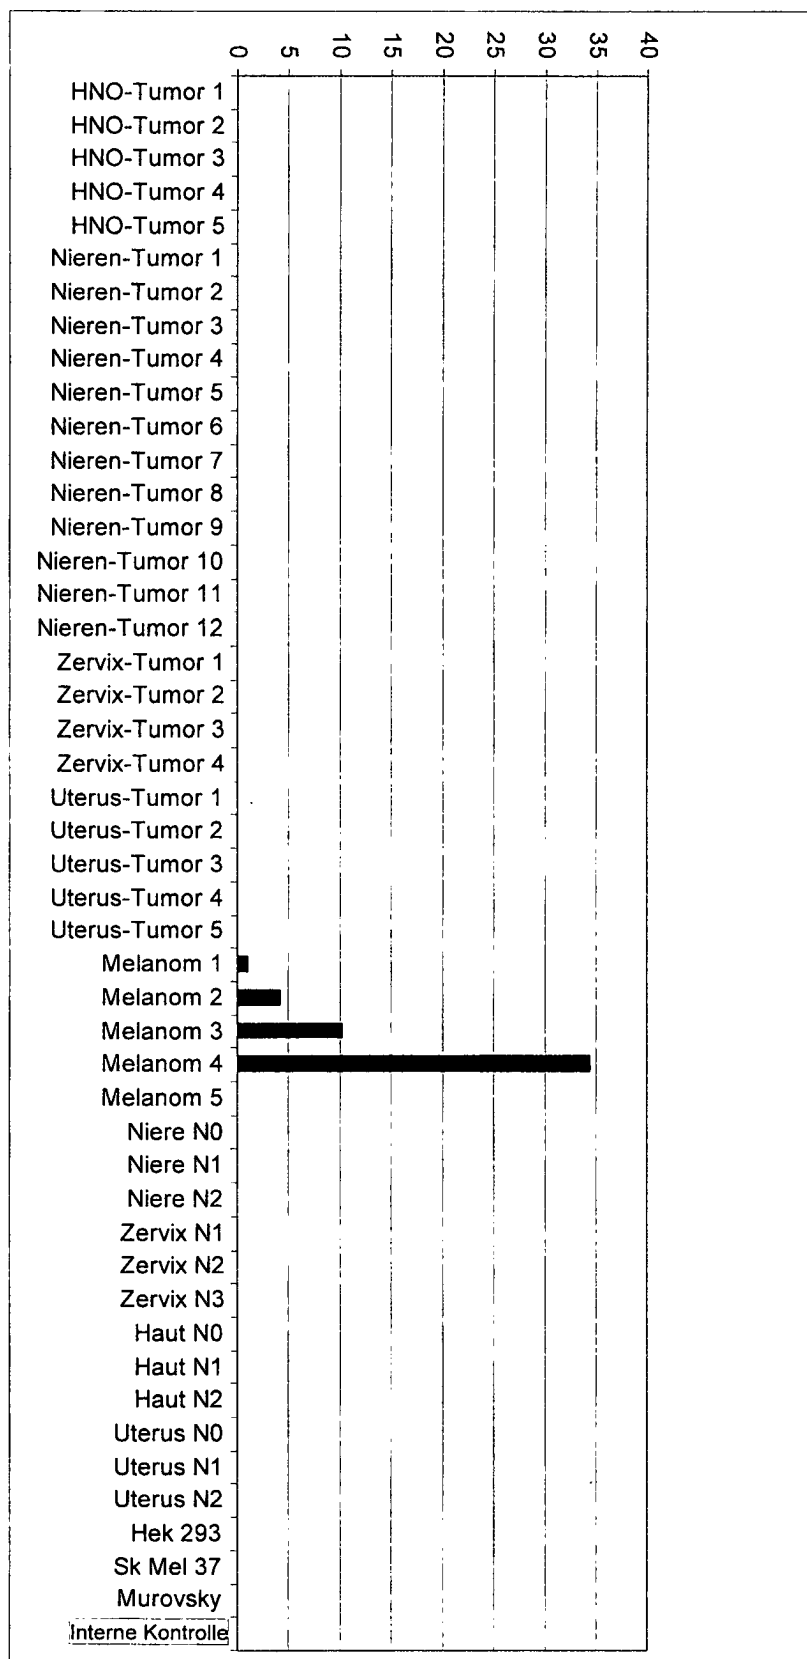 0 5 10 15 20 25 30 35 40
HNO-Tumor 1
HNO-Tumor 2
HNO-Tumor 3
HNO-Tumor 4
HNO-Tumor 5
Nieren-Tumor 1
Nieren-Tumor 2
Nieren-Tumor 3
Nieren-Tumor 4
Nieren-Tumor 5
Nieren-Tumor 6
Nieren-Tumor 7
Nieren-Tumor 8
Nieren-Tumor 9
Nieren-Tumor 10
Nieren-Tumor 11
Nieren-Tumor 12
Zervix-Tumor 1
Zervix-Tumor 2
Zervix-Tumor 3
Zervix-Tumor 4
Uterus-Tumor 1
Uterus-Tumor 2
Uterus-Tumor 3
Uterus-Tumor 4
Uterus-Tumor 5
Melanom 1
Melanom 2
Melanom 3
Melanom 4
Melanom 5
Niere N0
Niere N1
Niere N2
Zervix N1
Zervix N2
Zervix N3
Haut N0
Haut N1
Haut N2
Uterus N0
Uterus N1
Uterus N2
Hek 293
Sk Mel 37
Murovsky
Interne Kontrolle